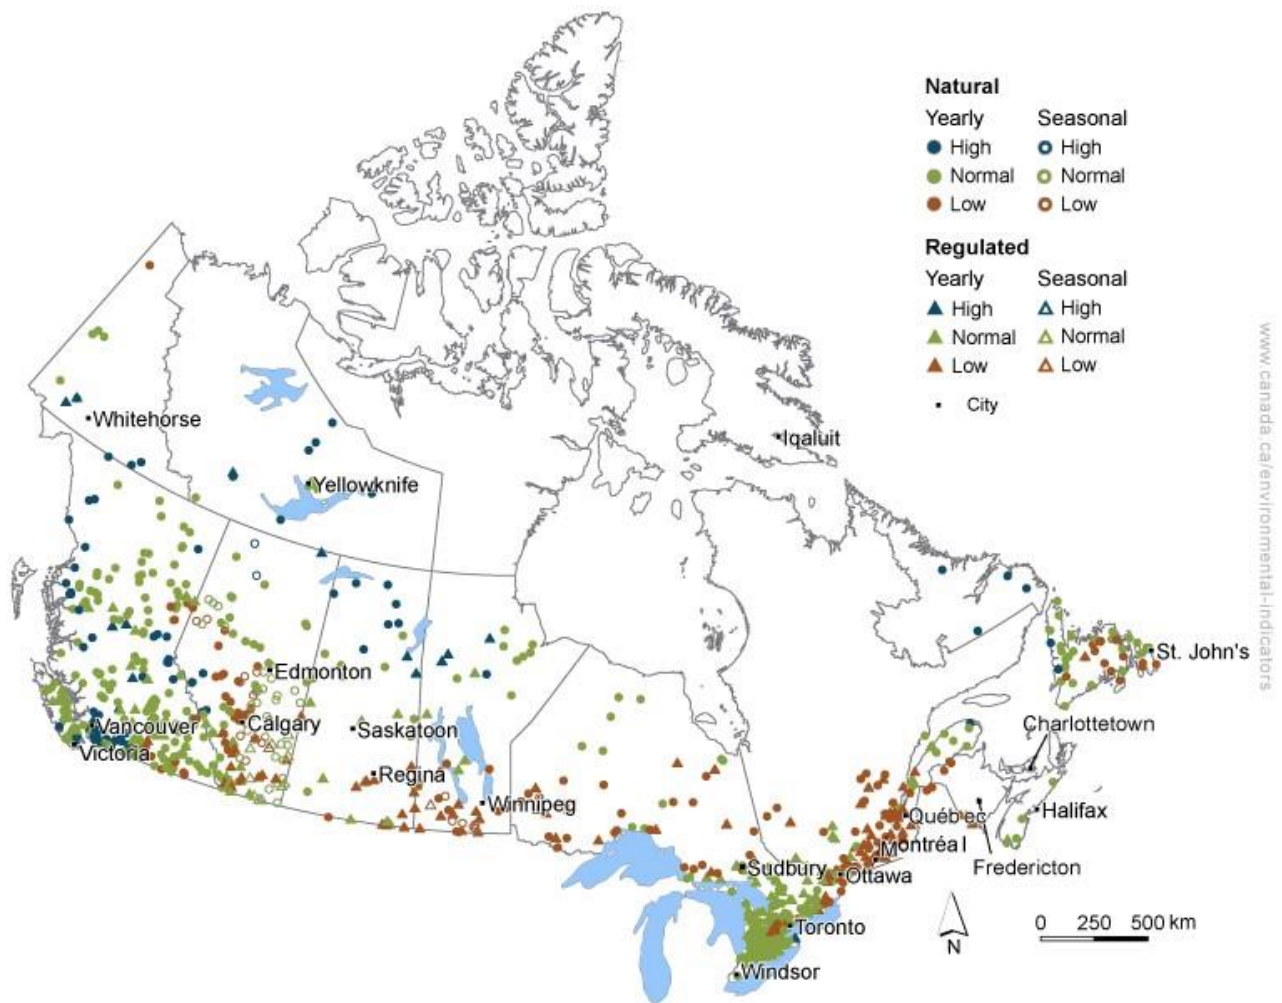 Natural
Yearly Seasonal
High High
Normal Normal
Low Low
Regulated
Yearly Seasonal
High High
Normal Normal
Low Low
City
www.canada.ca/environmental-indicators
Whitehorse
Iqaluit
Yellowknife
St. John's
Edmonton
Vancouver
Calgary
Saskatoon
Charlottetown
Victoria
Regina
Winnipeg
Halifax
Québec
Montréal
Fredericton
Sudbury
Ottawa
Toronto
0 250 500 km
N
Windsor